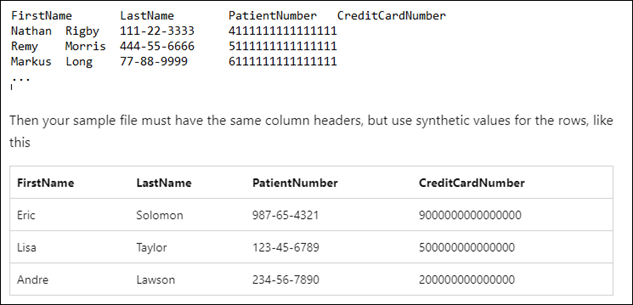 FirstName LastName PatientNumber CreditCardNumber
Nathan Rigby 111-22-3333 4111111111111111
Remy Morris 444-55-6666 5111111111111111
Markus Long 77-88-9999 6111111111111111
...
Then your sample file must have the same column headers, but use synthetic values for the rows, like
this
FirstName LastName PatientNumber CreditCardNumber
Eric Solomon 987-65-4321 9000000000000000
Lisa Taylor 123-45-6789 500000000000000
Andre Lawson 234-56-7890 200000000000000